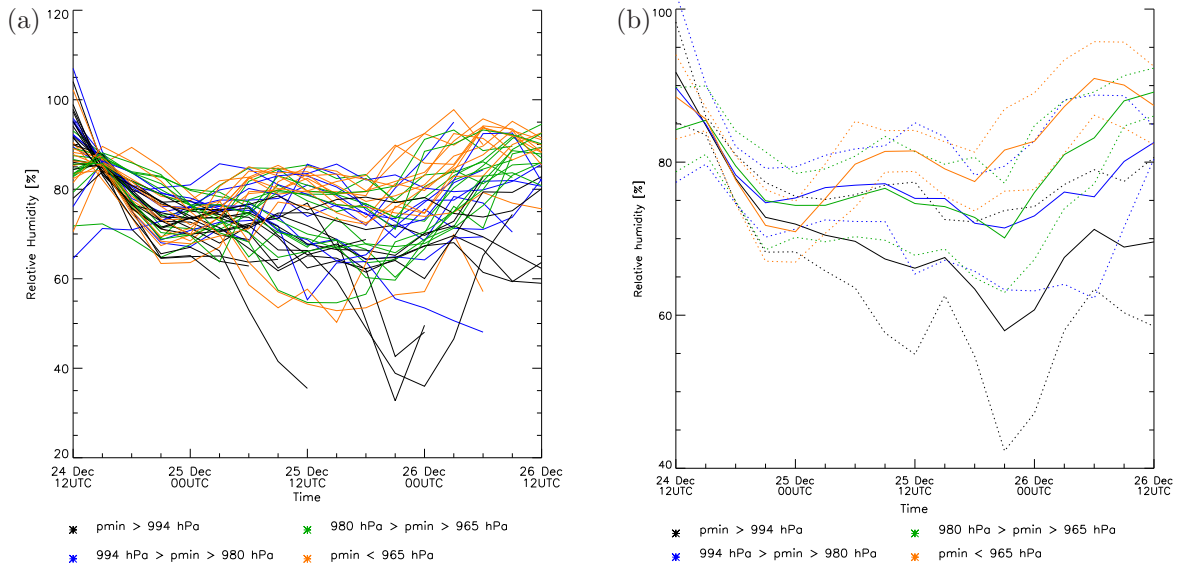 (a)
120
100
80
60
40
20
Relative Humidity [%]
24 Dec
12UTC
25 Dec
00UTC
25 Dec
12UTC
26 Dec
00UTC
26 Dec
12UTC
Time
pmin > 994 hPa
980 hPa > pmin > 965 hPa
994 hPa > pmin > 980 hPa
pmin < 965 hPa
(b)
100
80
60
40
Relative humidity [%]
24 Dec
12UTC
25 Dec
00UTC
25 Dec
12UTC
26 Dec
00UTC
26 Dec
12UTC
Time
pmin > 994 hPa
980 hPa > pmin > 965 hPa
994 hPa > pmin > 980 hPa
pmin < 965 hPa